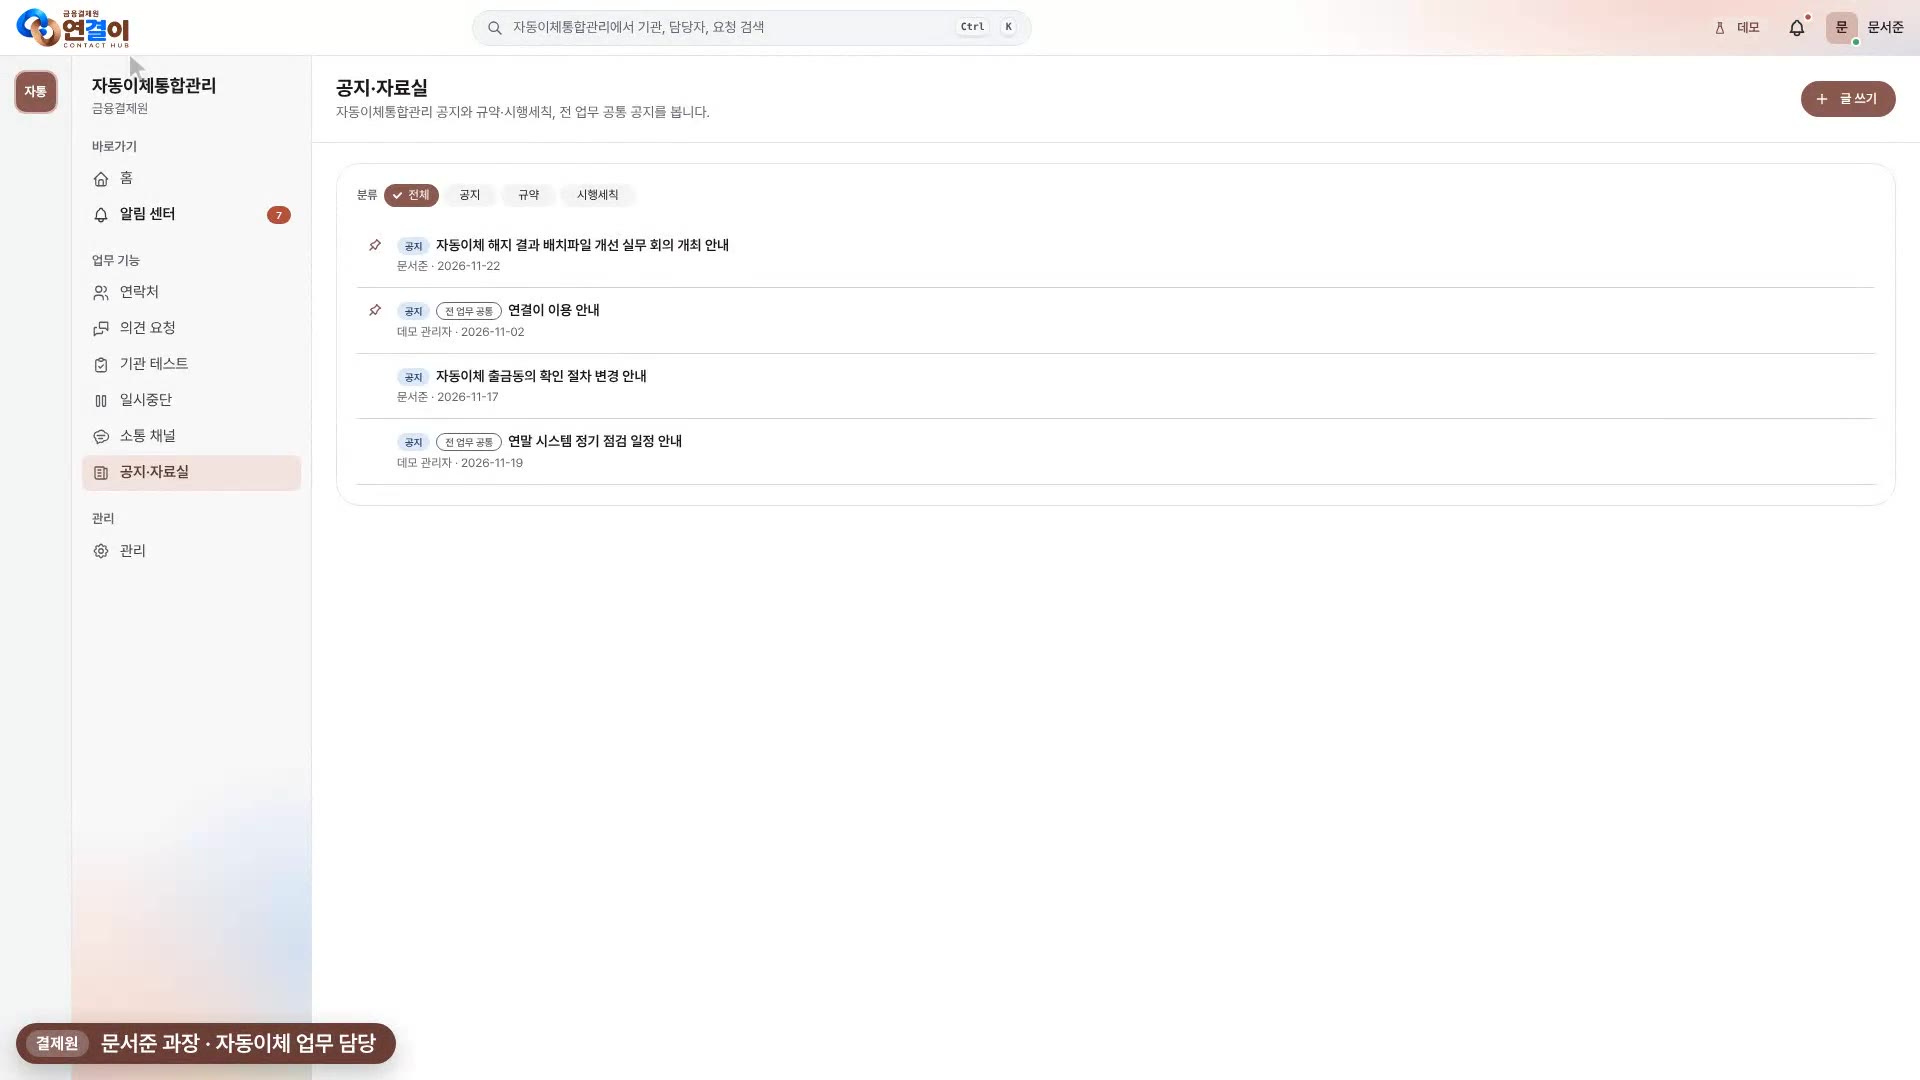 금융결제원
연결이
CONTACT HUB
자동이체통합관리에서 기관, 담당자, 요청 검색
Ctrl K
데모
문 문서준
자통
자동이체통합관리
금융결제원
바로가기
홈
알림 센터 7
업무 기능
연락처
의견 요청
기관 테스트
일시중단
소통 채널
공지·자료실
관리
관리
공지·자료실
자동이체통합관리 공지와 규약·시행세칙, 전 업무 공통 공지를 봅니다.
글 쓰기
분류 전체 공지 규약 시행세칙
공지 자동이체 해지 결과 배치파일 개선 실무 회의 개최 안내
문서준 · 2026-11-22
공지 전 업무 공통 연결이 이용 안내
데모 관리자 · 2026-11-02
공지 자동이체 출금동의 확인 절차 변경 안내
문서준 · 2026-11-17
공지 전 업무 공통 연말 시스템 정기 점검 일정 안내
데모 관리자 · 2026-11-19
결제원 문서준 과장 · 자동이체 업무 담당